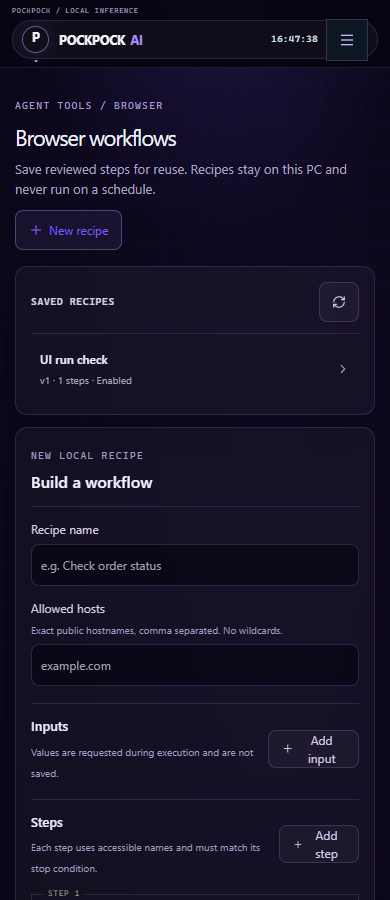 POCKPOCK / LOCAL INFERENCE
P POCKPOCK AI 16:47:38
AGENT TOOLS / BROWSER
Browser workflows
Save reviewed steps for reuse. Recipes stay on this PC and
never run on a schedule.
+ New recipe
SAVED RECIPES
UI run check
v1 · 1 steps · Enabled
NEW LOCAL RECIPE
Build a workflow
Recipe name
e.g. Check order status
Allowed hosts
Exact public hostnames, comma separated. No wildcards.
example.com
Inputs
Values are requested during execution and are not
saved.
+ Add
input
Steps
Each step uses accessible names and must match its
stop condition.
+ Add
step
STEP 1